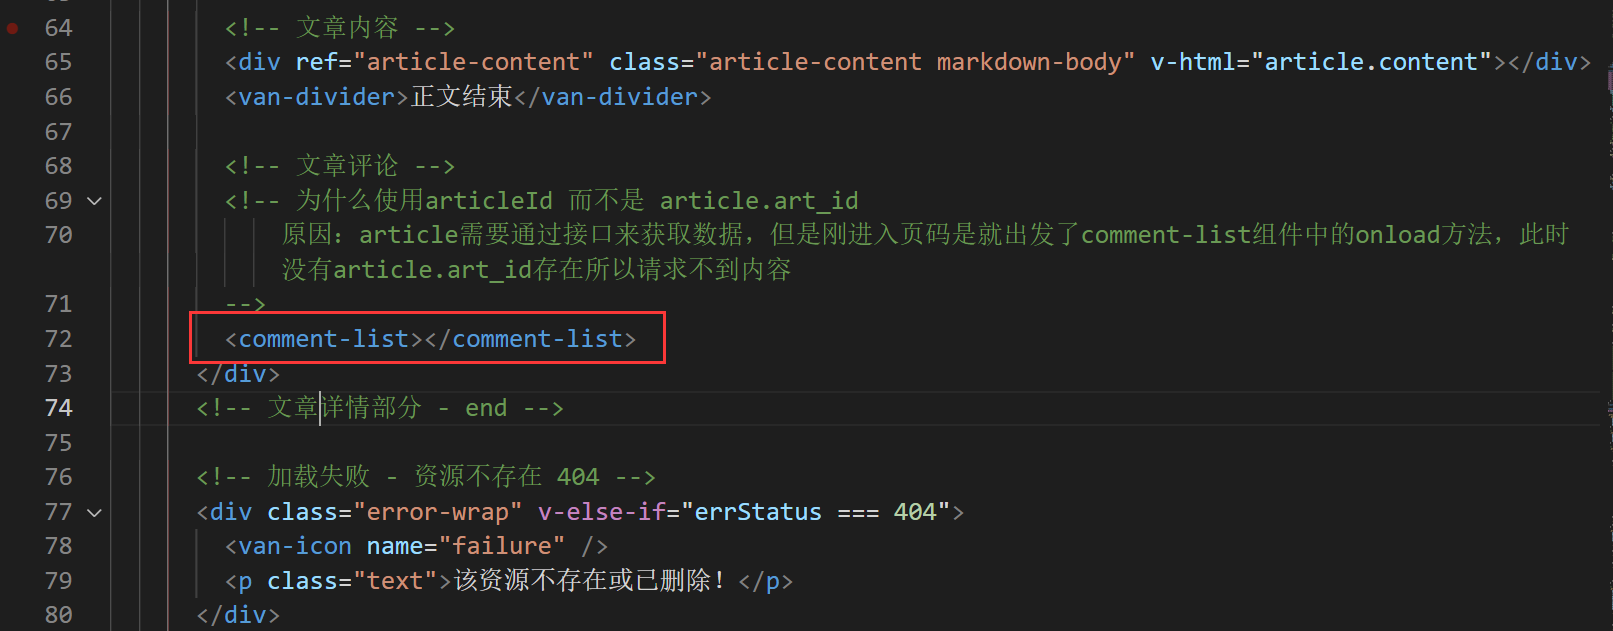 64 <!-- 文章内容 -->
65 <div ref="article-content" class="article-content markdown-body" v-html="article.content"></div>
66 <van-divider>正文结束</van-divider>
67
68 <!-- 文章评论 -->
69 <!-- 为什么使用articleId 而不是 article.art_id
70 原因: article需要通过接口来获取数据, 但是刚进入页码是就出发了comment-list组件中的onload方法, 此时
没有article.art_id存在所以请求不到内容
71 -->
72 <comment-list></comment-list>
73 </div>
74 <!-- 文章详情部分 - end -->
75
76 <!-- 加载失败 - 资源不存在 404 -->
77 <div class="error-wrap" v-else-if="errStatus === 404">
78 <van-icon name="failure" />
79 <p class="text">该资源不存在或已删除！</p>
80 </div>